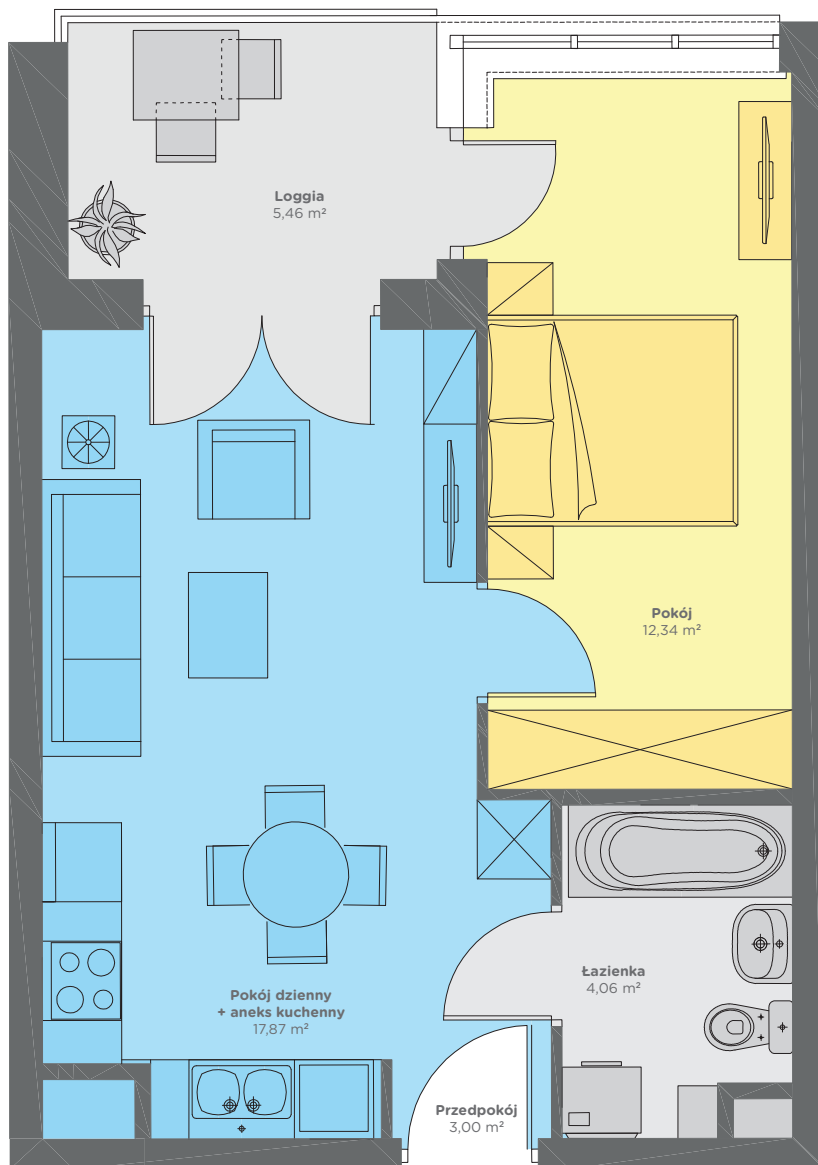 Loggia
5,46 m²
Pokój
12,34 m²
Łazienka
4,06 m²
Pokój dzienny
+ aneks kuchenny
17,87 m²
Przedpokój
3,00 m²